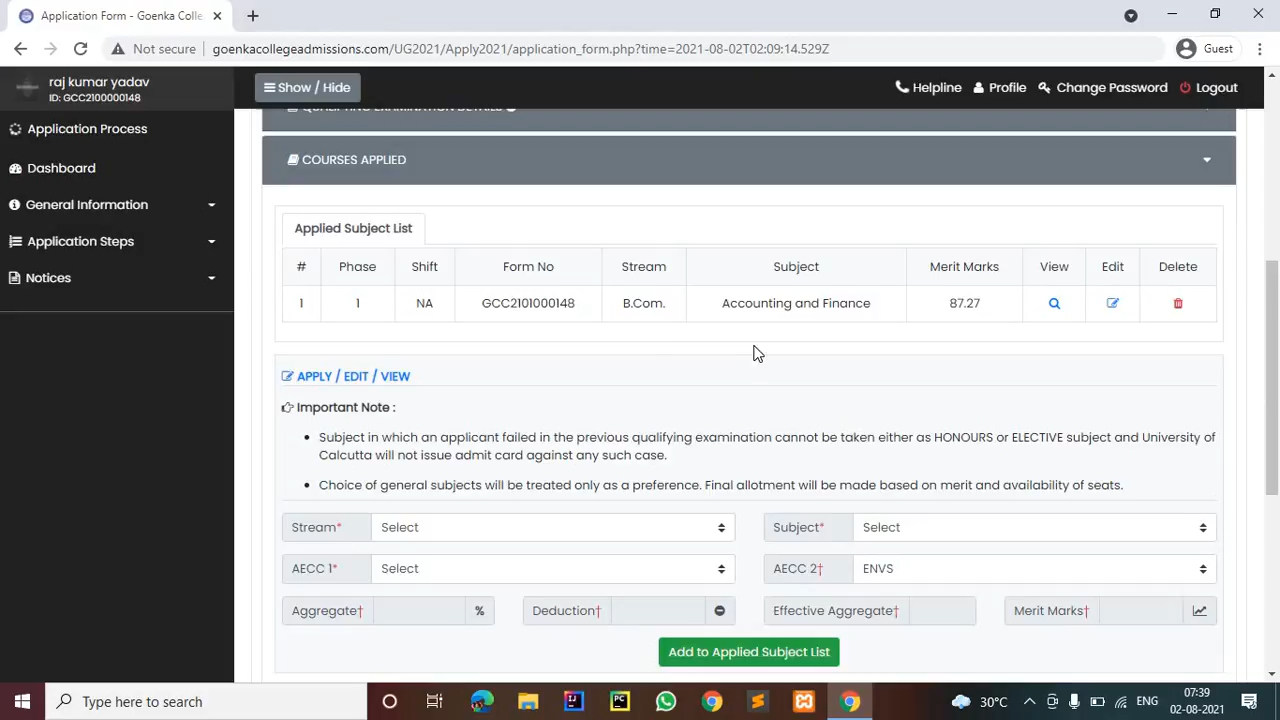 Application Form - Goenka Colle
Not secure
goenkacollegeadmissions.com/UG2021/Apply2021/application_form.php?time=2021-08-02T02:09:14.529Z
Guest
raj kumar yadav
ID: GCC2100000148
Show / Hide
Helpline
Profile
Change Password
Logout
Application Process
Dashboard
General Information
Application Steps
Notices
QUALIFYING EXAMINATION DETAILS
COURSES APPLIED
Applied Subject List
# Phase Shift Form No Stream Subject Merit Marks View Edit Delete
1 1 NA GCC2101000148 B.Com. Accounting and Finance 87.27
APPLY / EDIT / VIEW
Important Note :
• Subject in which an applicant failed in the previous qualifying examination cannot be taken either as HONOURS or ELECTIVE subject and University of
Calcutta will not issue admit card against any such case.
• Choice of general subjects will be treated only as a preference. Final allotment will be made based on merit and availability of seats.
Stream* Select Subject* Select
AECC 1* Select AECC 2† ENVS
Aggregate† % Deduction† Effective Aggregate† Merit Marks†
Add to Applied Subject List
Type here to search
30°C
ENG
07:39
02-08-2021